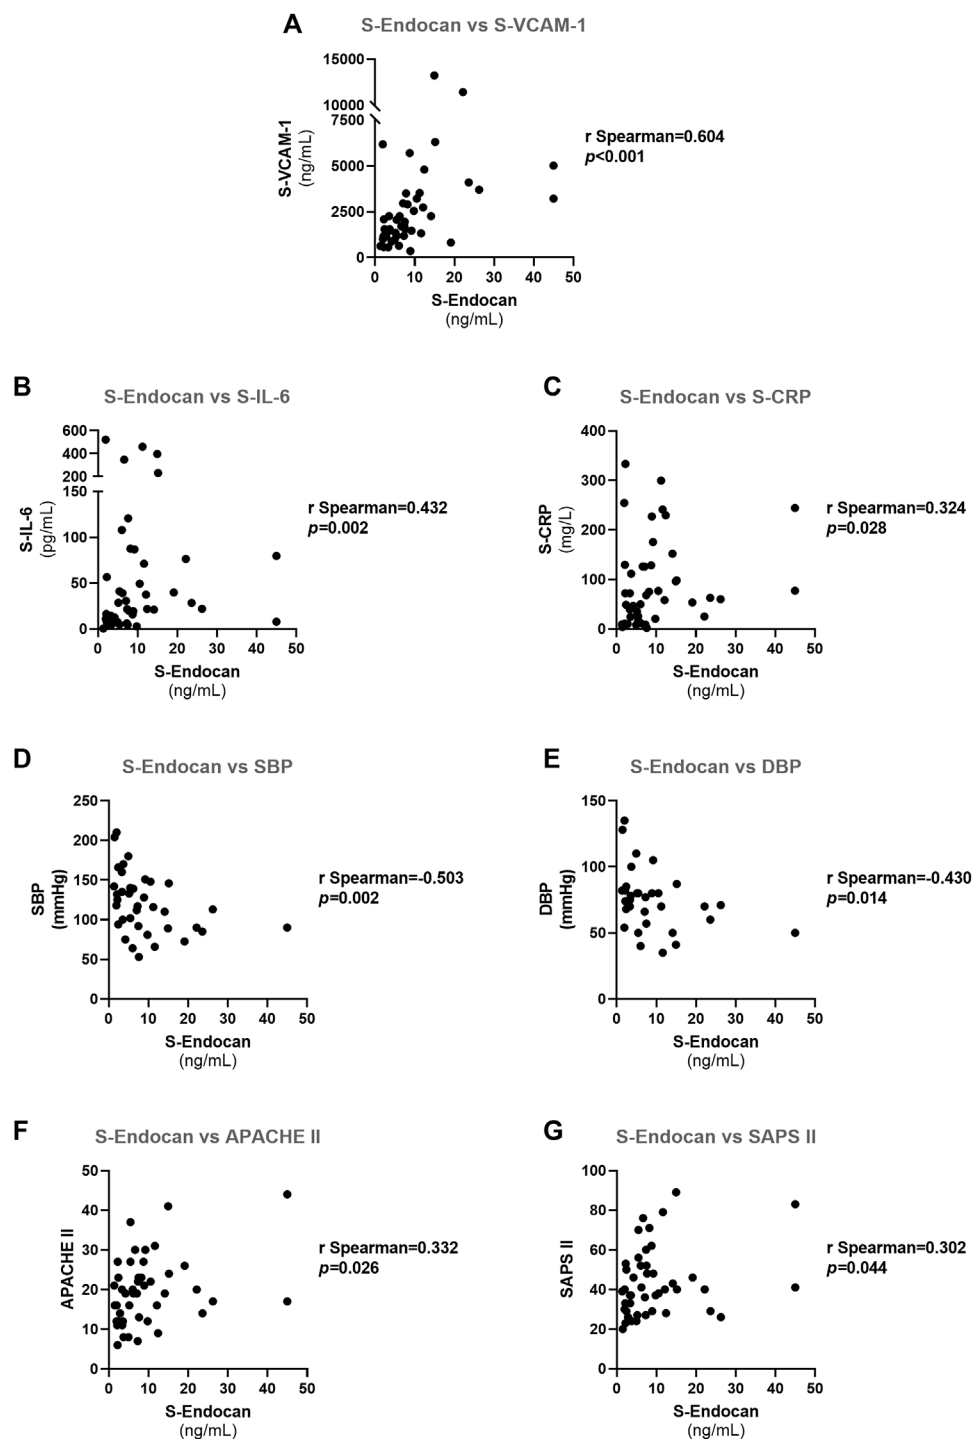 A
S-Endocan vs S-VCAM-1
15000
10000
7500
5000
2500
0
S-VCAM-1
(ng/mL)
r Spearman=0.604
p<0.001
0 10 20 30 40 50
S-Endocan
(ng/mL)
B
S-Endocan vs S-IL-6
600
400
200
150
100
50
0
S-IL-6
(pg/mL)
r Spearman=0.432
p=0.002
0 10 20 30 40 50
S-Endocan
(ng/mL)
C
S-Endocan vs S-CRP
400
300
200
100
0
S-CRP
(mg/L)
r Spearman=0.324
p=0.028
0 10 20 30 40 50
S-Endocan
(ng/mL)
D
S-Endocan vs SBP
250
200
150
100
50
0
SBP
(mmHg)
r Spearman=-0.503
p=0.002
0 10 20 30 40 50
S-Endocan
(ng/mL)
E
S-Endocan vs DBP
150
100
50
0
DBP
(mmHg)
r Spearman=-0.430
p=0.014
0 10 20 30 40 50
S-Endocan
(ng/mL)
F
S-Endocan vs APACHE II
50
40
30
20
10
0
APACHE II
r Spearman=0.332
p=0.026
0 10 20 30 40 50
S-Endocan
(ng/mL)
G
S-Endocan vs SAPS II
100
80
60
40
20
0
SAPS II
r Spearman=0.302
p=0.044
0 10 20 30 40 50
S-Endocan
(ng/mL)